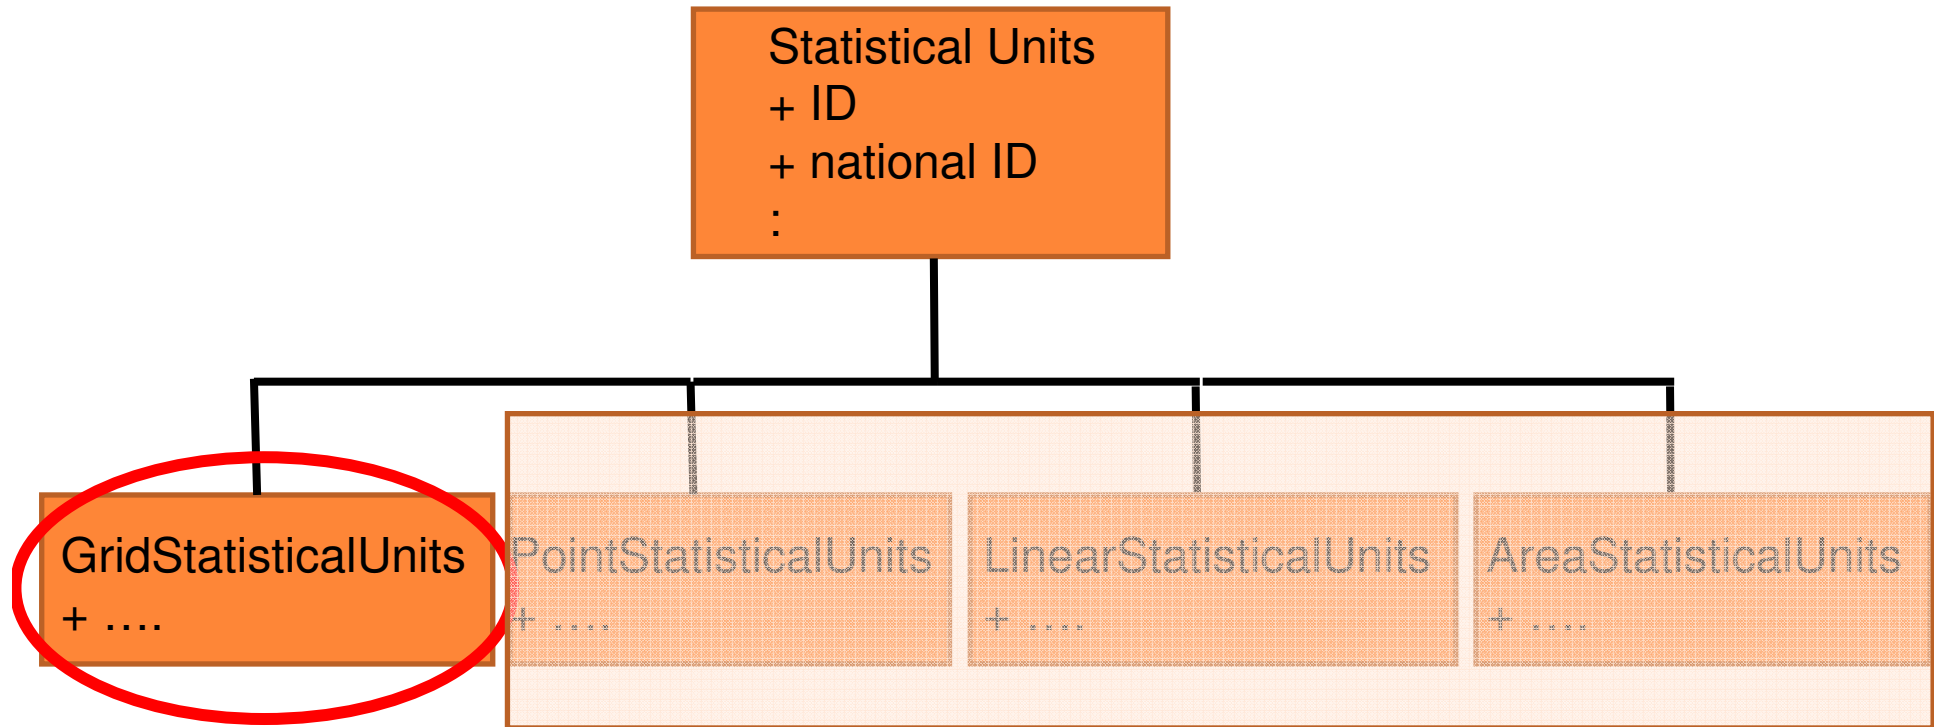 Statistical Units
+ ID
+ national ID
:
GridStatisticalUnits
+ ....
PointStatisticalUnits
+ ....
LinearStatisticalUnits
+ ....
AreaStatisticalUnits
+ ....